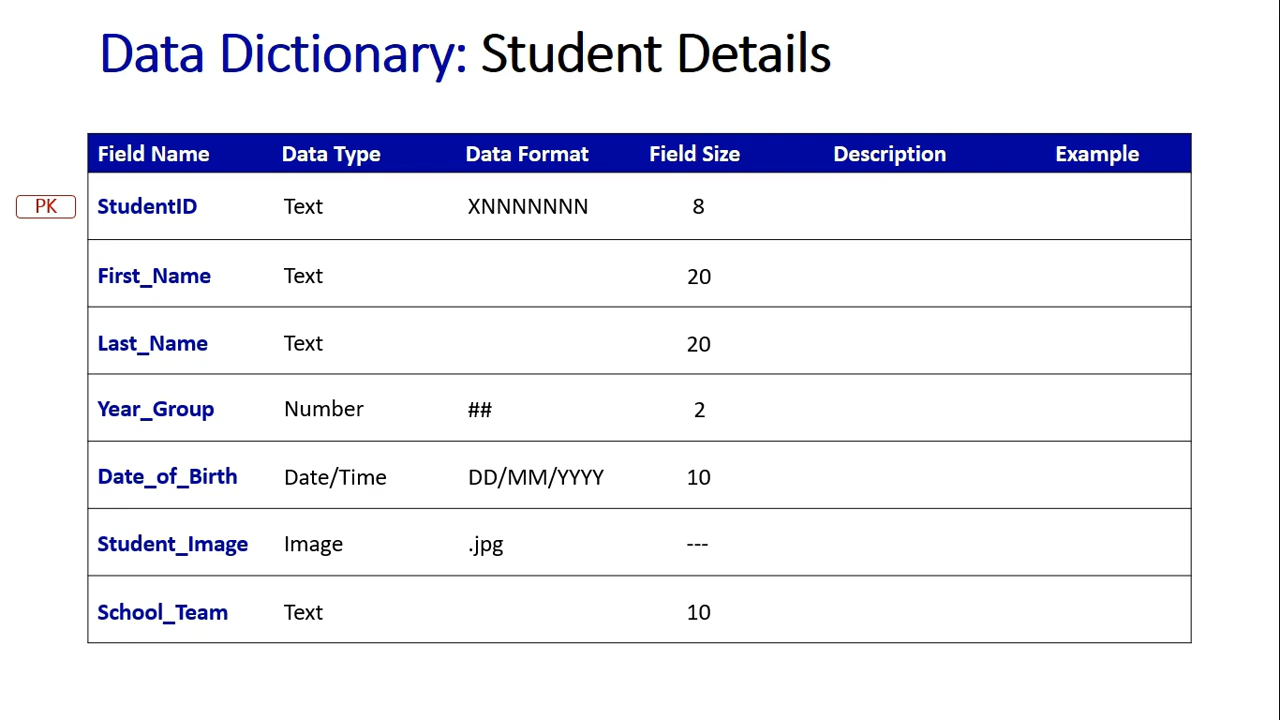 Data Dictionary: Student Details
Field Name Data Type Data Format Field Size Description Example
PK StudentID Text XNNNNNNN 8
First_Name Text 20
Last_Name Text 20
Year_Group Number ## 2
Date_of_Birth Date/Time DD/MM/YYYY 10
Student_Image Image .jpg ---
School_Team Text 10